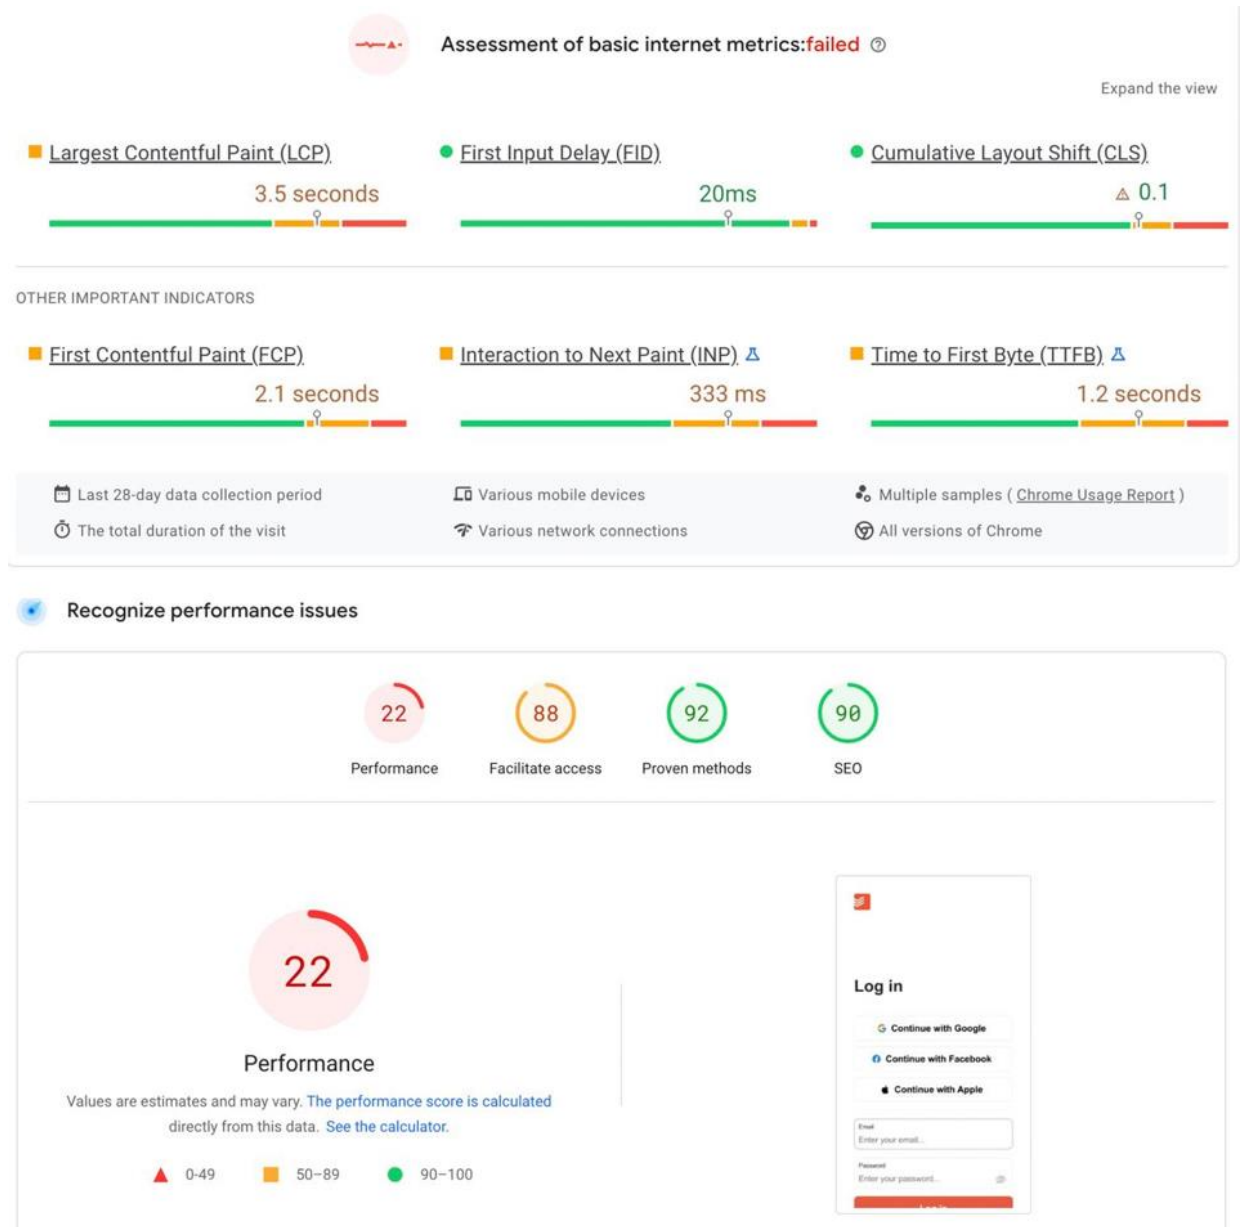 Assessment of basic internet metrics:failed
Expand the view
Largest Contentful Paint (LCP)
3.5 seconds
First Input Delay (FID)
20ms
Cumulative Layout Shift (CLS)
0.1
OTHER IMPORTANT INDICATORS
First Contentful Paint (FCP)
2.1 seconds
Interaction to Next Paint (INP)
333 ms
Time to First Byte (TTFB)
1.2 seconds
Last 28-day data collection period
Various mobile devices
Multiple samples ( Chrome Usage Report )
The total duration of the visit
Various network connections
All versions of Chrome
Recognize performance issues
22
Performance
88
Facilitate access
92
Proven methods
90
SEO
22
Performance
Values are estimates and may vary. The performance score is calculated
directly from this data. See the calculator.
0-49
50–89
90–100
Log in
Continue with Google
Continue with Facebook
Continue with Apple
Email
Enter your email...
Password
Enter your password...
Log in